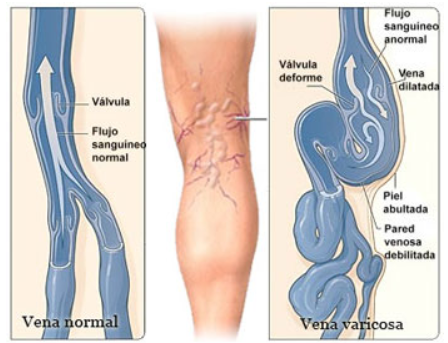 Válvula
Flujo
sanguíneo
normal
Vena normal
Flujo
sanguíneo
anormal
Válvula
deforme
Vena
dilatada
Piel
abultada
Pared
venosa
debilitada
Vena varicosa